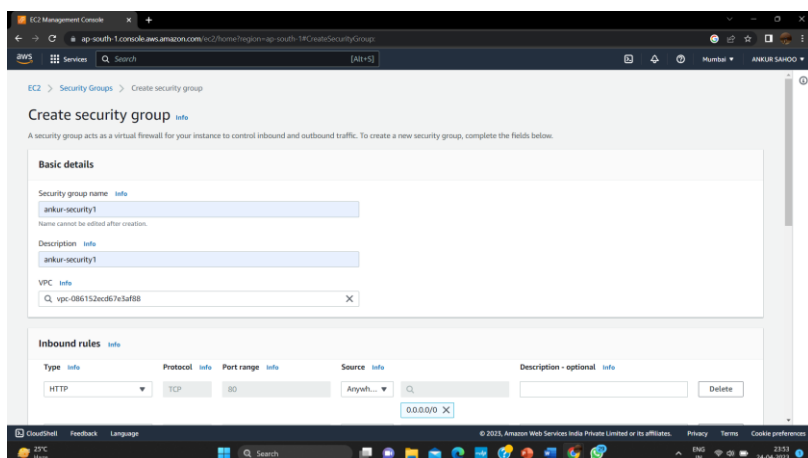 EC2 Management Console
ap-south-1.console.aws.amazon.com/ec2/home?region=ap-south-1#CreateSecurityGroup:
aws Services Search [Alt+S] Mumbai ANKUR SAHOO
EC2 > Security Groups > Create security group
Create security group Info
A security group acts as a virtual firewall for your instance to control inbound and outbound traffic. To create a new security group, complete the fields below.
Basic details
Security group name Info
ankur-security1
Name cannot be edited after creation.
Description Info
ankur-security1
VPC Info
vpc-086152ecd67e3af88
Inbound rules Info
Type Info Protocol Info Port range Info Source Info Description - optional Info
HTTP TCP 80 Anywh... Delete
0.0.0.0/0
CloudShell Feedback Language © 2023, Amazon Web Services India Private Limited or its affiliates. Privacy Terms Cookie preferences
25°C Search ENG 23:53
24-04-2023